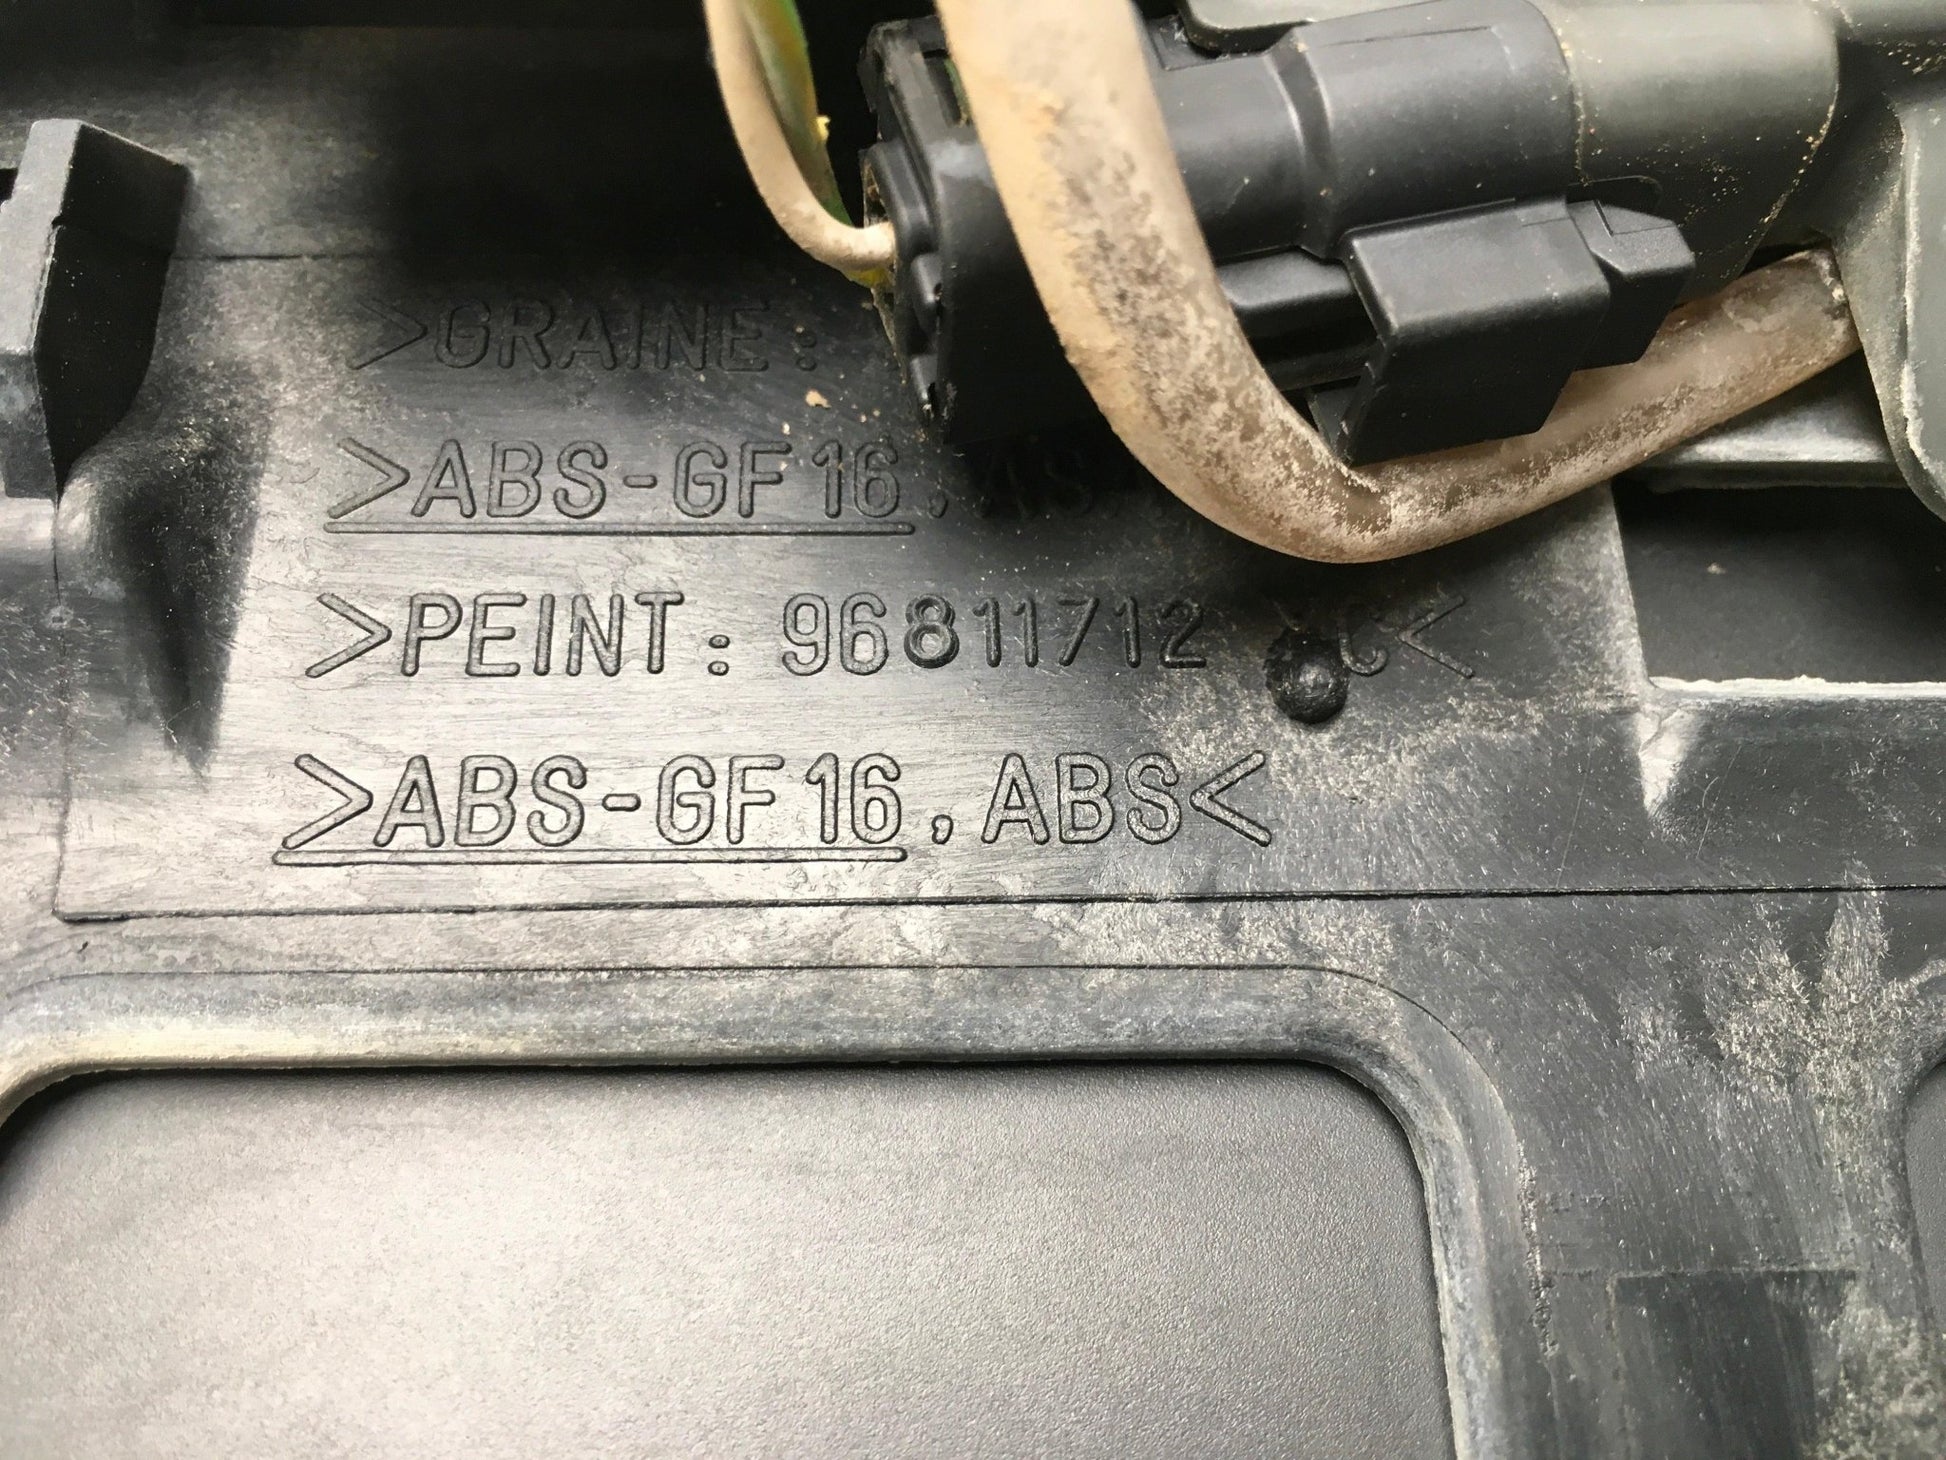 >GRAINE:
>ABS-GF16,
>PEINT: 96811712 C<
>ABS-GF16,ABS<